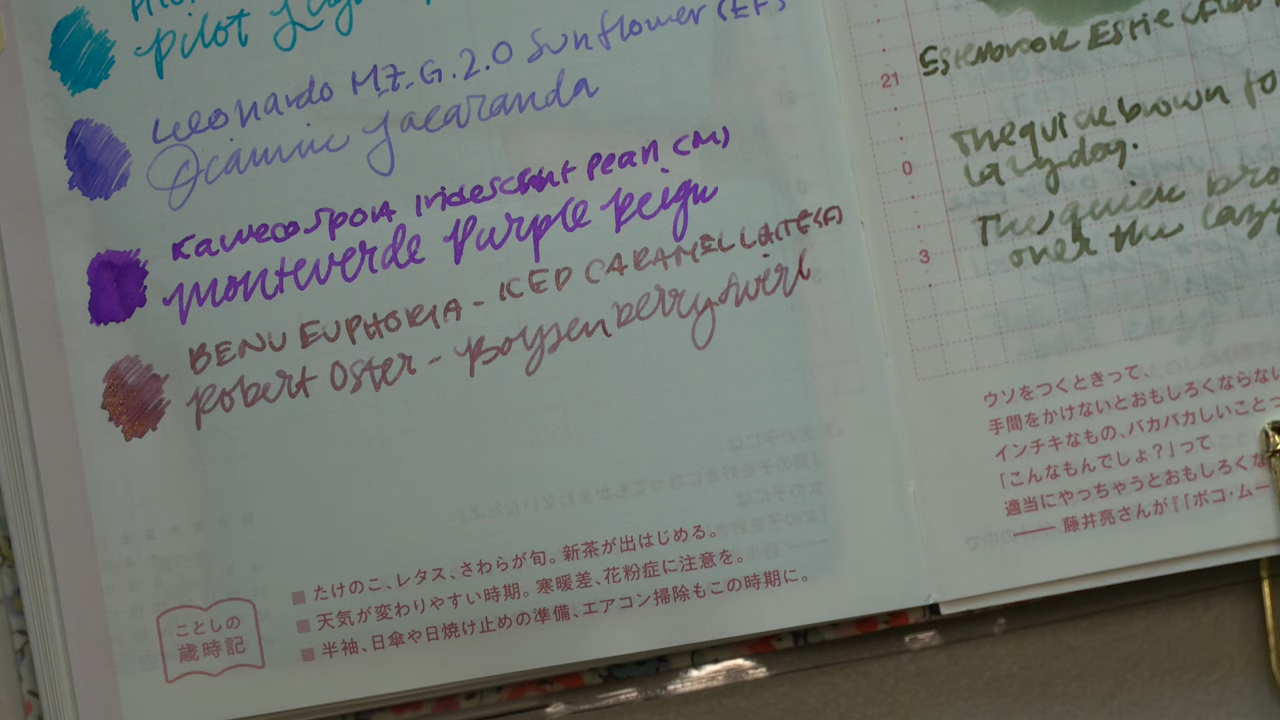 Pilot
Leonardo M.Z.G. 2.0 Sunflower (EF)
Diamine Jacaranda
Kaweco Sport Iridescent Pearl (M)
Monteverde Purple Reign
BENU EUPHORIA - ICED CARAMEL LATTE (F)
Robert Oster - Boysenberry Swirl
■ たけのこ、レタス、さわらが旬。新茶が出はじめる。
■ 天気が変わりやすい時期。寒暖差、花粉症に注意を。
■ 半袖、日傘や日焼け止めの準備、エアコン掃除もこの時期に。
ことしの
歳時記
Esterbrook Estie
21
The quick brown
lazy dog.
0
The quick
over the lazy
3
ウソをつくときって、
手間をかけないとおもしろくならない
インチキなもの、バカバカしいこと
「こんなもんでしょ?」って
適当にやっちゃうとおもしろくな
── 藤井亮さんが『「ポコ・ムー